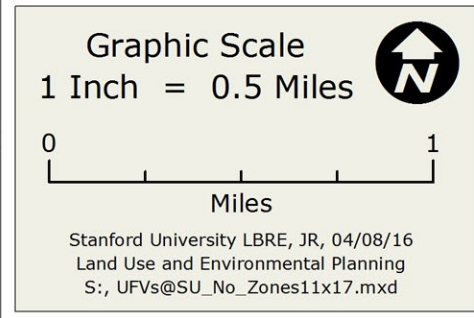 Graphic Scale
1 Inch = 0.5 Miles
N
0 1
Miles
Stanford University LBRE, JR, 04/08/16
Land Use and Environmental Planning
S:, UFVs@SU_No_Zones11x17.mxd